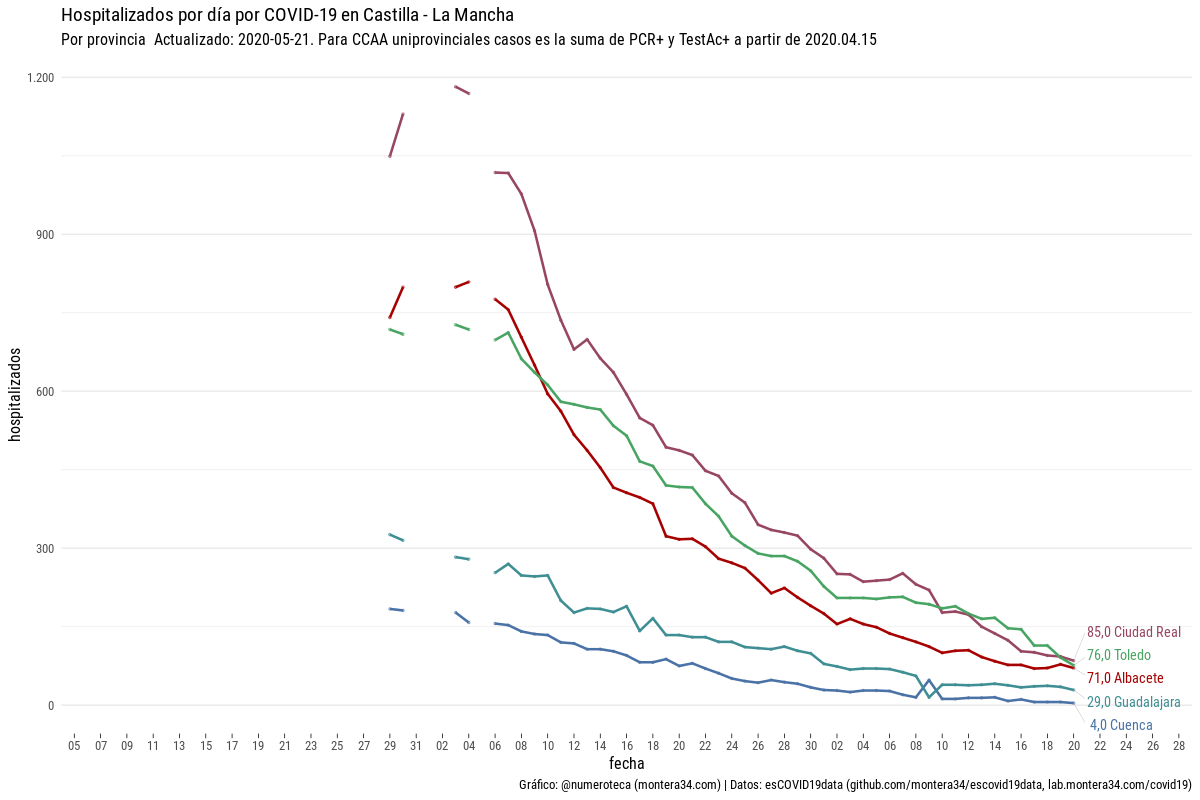 Hospitalizados por día por COVID-19 en Castilla - La Mancha
Por provincia  Actualizado: 2020-05-21. Para CCAA uniprovinciales casos es la suma de PCR+ y TestAc+ a partir de 2020.04.15
hospitalizados
1.200
900
600
300
0
85,0 Ciudad Real
76,0 Toledo
71,0 Albacete
29,0 Guadalajara
4,0 Cuenca
05 07 09 11 13 15 17 19 21 23 25 27 29 31 02 04 06 08 10 12 14 16 18 20 22 24 26 28 30 02 04 06 08 10 12 14 16 18 20 22 24 26 28
fecha
Gráfico: @numeroteca (montera34.com) | Datos: esCOVID19data (github.com/montera34/escovid19data, lab.montera34.com/covid19)